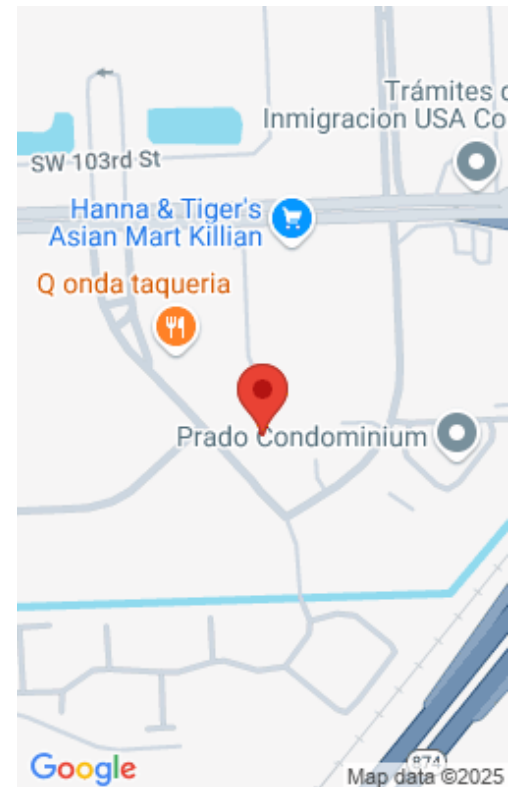 Trámites d
Inmigracion USA Co
SW 103rd St
Hanna & Tiger's
Asian Mart Killian
Q onda taqueria
Prado Condominium
874
Google
Map data ©2025